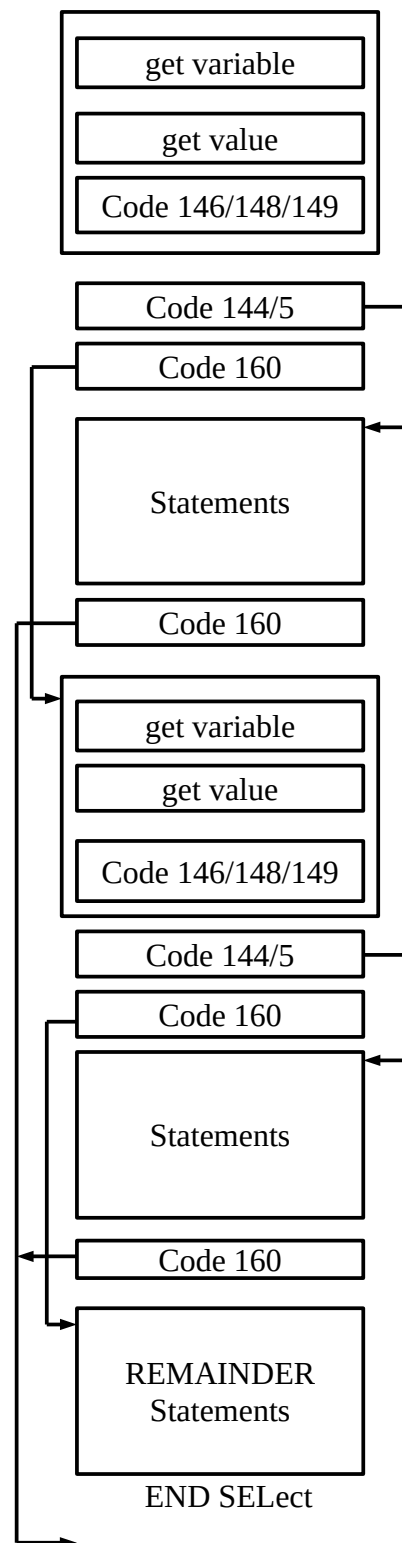 get variable
get value
Code 146/148/149
Code 144/5
Code 160
Statements
Code 160
get variable
get value
Code 146/148/149
Code 144/5
Code 160
Statements
Code 160
REMAINDER
Statements
END SELect